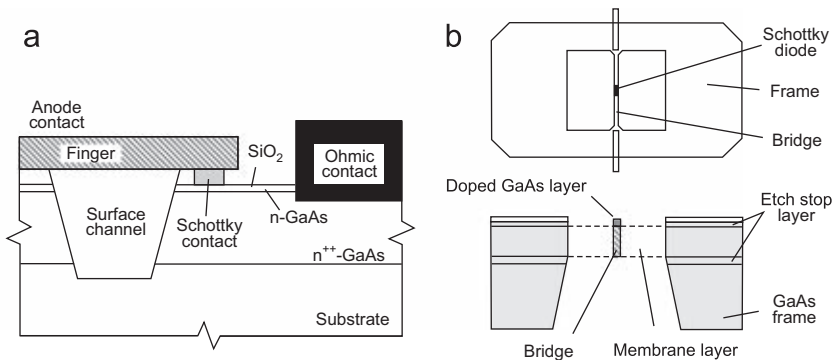 a
Anode
contact
Finger
SiO2
Ohmic
contact
Surface
channel
Schottky
contact
n-GaAs
n++-GaAs
Substrate
b
Schottky
diode
Frame
Bridge
Doped GaAs layer
Etch stop
layer
GaAs
frame
Bridge
Membrane layer